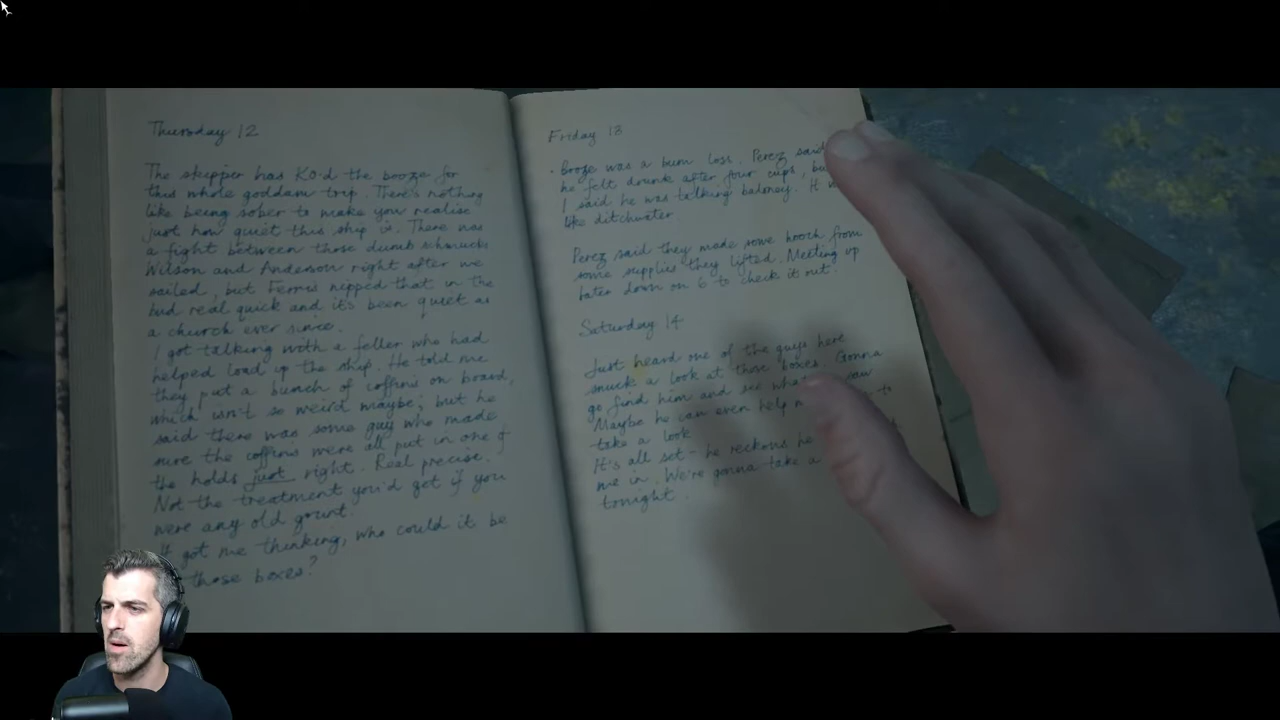 Thursday 12
The skipper has KO'd the booze for
this whole goddam trip. There's nothing
like being sober to make you realise
just how quiet this ship is. There was
a fight between those dumb schmucks
Wilson and Anderson right after we
sailed, but Ferris nipped that in the
bud real quick and it's been quiet as
a church ever since.
I got talking with a feller who had
helped load up the ship. He told me
they put a bunch of coffins on board,
which isn't so weird maybe; but he
said there was some guy who made
sure the coffins were all put in one of
the holds just right. Real precise.
Not the treatment you'd get if you
were any old grunt.
It got me thinking, who could it be
those boxes?
Friday 13
Booze was a bum loss. Perez said
he felt drunk after four cups, but
I said he was talking baloney. It
like ditchwater
Perez said they made some hooch from
some supplies they lifted. Meeting up
later down on 6 to check it out.
Saturday 14
Just heard one of the guys here
snuck a look at those boxes. Gonna
go find him and see what saw
Maybe he can even help to
take a look
It's all set - he reckons he
me in. We're gonna take a
tonight.